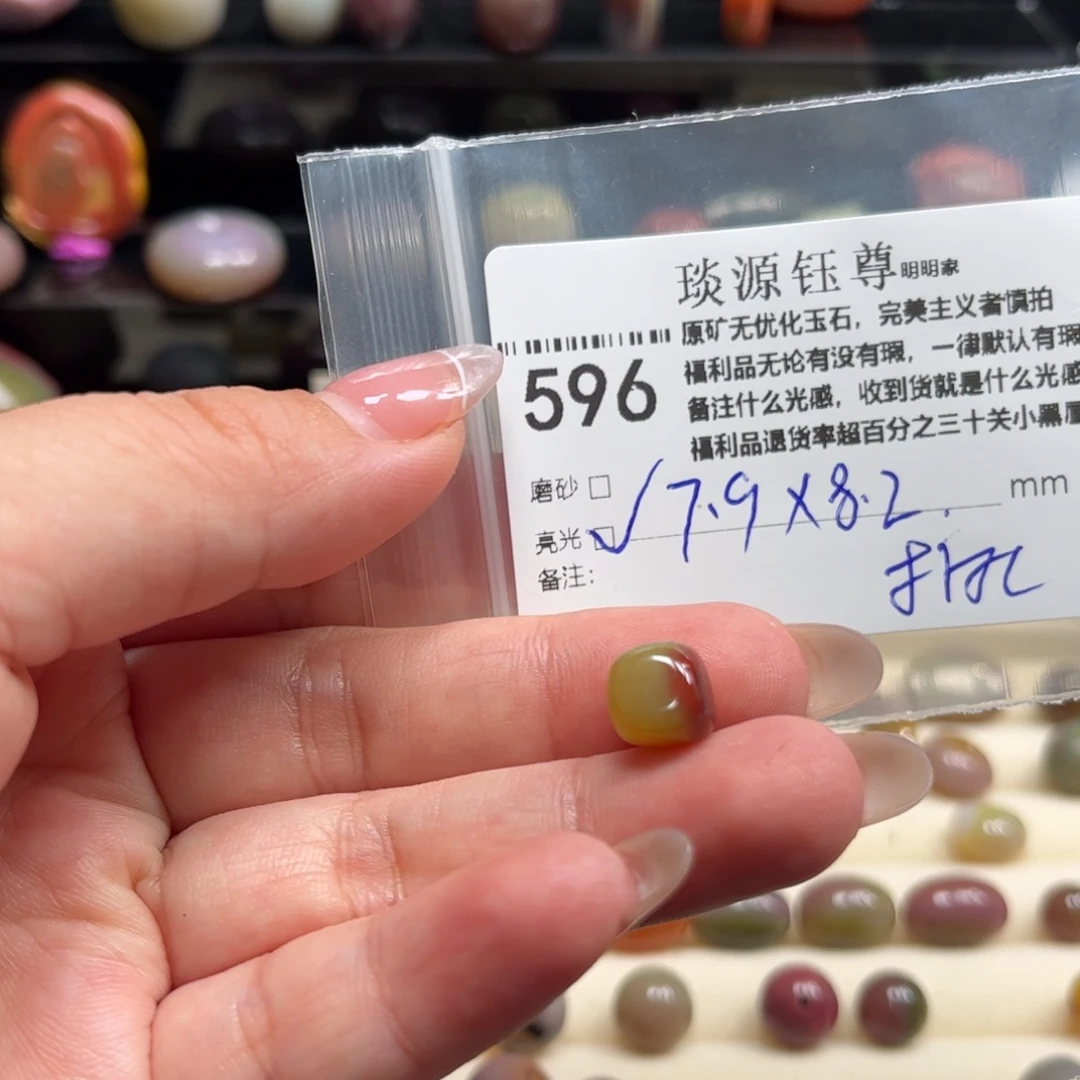 琰源钰尊明明家
原矿无优化玉石，完美主义者慎拍
福利品无论有没有瑕，一律默认有瑕
备注什么光感，收到货就是什么光感
福利品退货率超百分之三十关小黑屋
596
磨砂 □
亮光 ☑ 7.9×8.2. mm
备注：